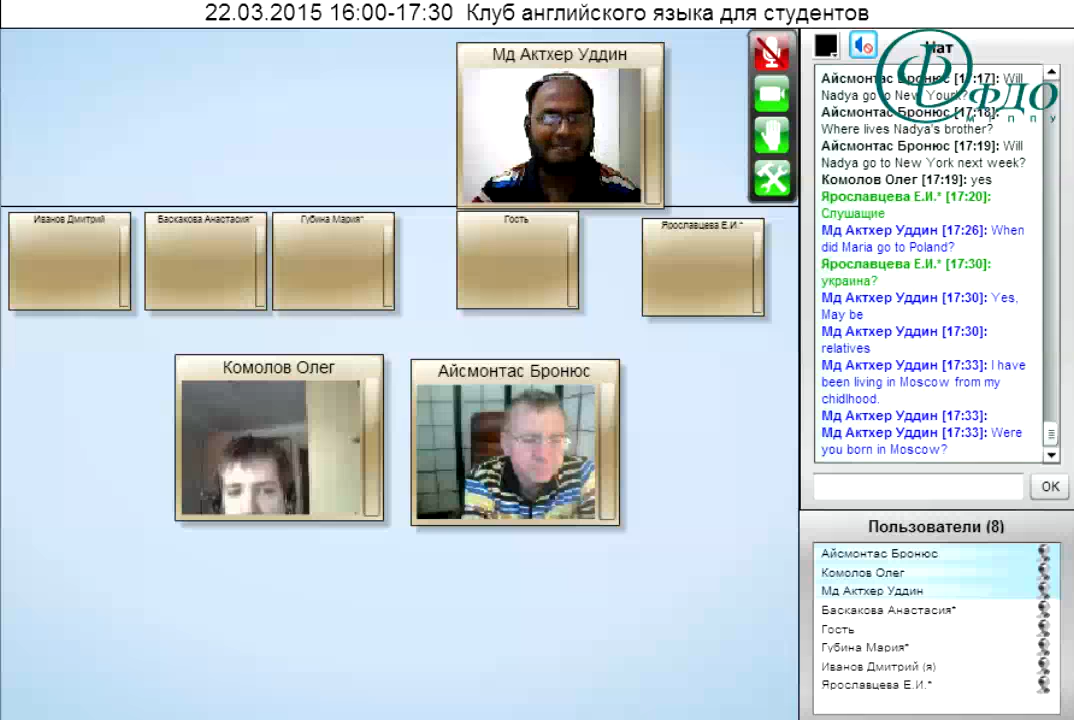 22.03.2015 16:00-17:30 Клуб английского языка для студентов
Мд Актхер Уддин
Иванов Дмитрий
Баскакова Анастасия*
Губина Мария*
Гость
Ярославцева Е.И.*
Комолов Олег
Айсмонтас Бронюс
Чат
ФДО
МГППУ
Айсмонтас Бронюс [17:17]: Will
Nadya go to New Your?
Айсмонтас Бронюс [17:18]:
Where lives Nadya's brother?
Айсмонтас Бронюс [17:19]: Will
Nadya go to New York next week?
Комолов Олег [17:19]: yes
Ярославцева Е.И.* [17:20]:
Слушащие
Мд Актхер Уддин [17:26]: When
did Maria go to Poland?
Ярославцева Е.И.* [17:30]:
украина?
Мд Актхер Уддин [17:30]: Yes,
May be
Мд Актхер Уддин [17:30]:
relatives
Мд Актхер Уддин [17:33]: I have
been living in Moscow from my
chidlhood.
Мд Актхер Уддин [17:33]:
Мд Актхер Уддин [17:33]: Were
you born in Moscow?
OK
Пользователи (8)
Айсмонтас Бронюс
Комолов Олег
Мд Актхер Уддин
Баскакова Анастасия*
Гость
Губина Мария*
Иванов Дмитрий (я)
Ярославцева Е.И.*